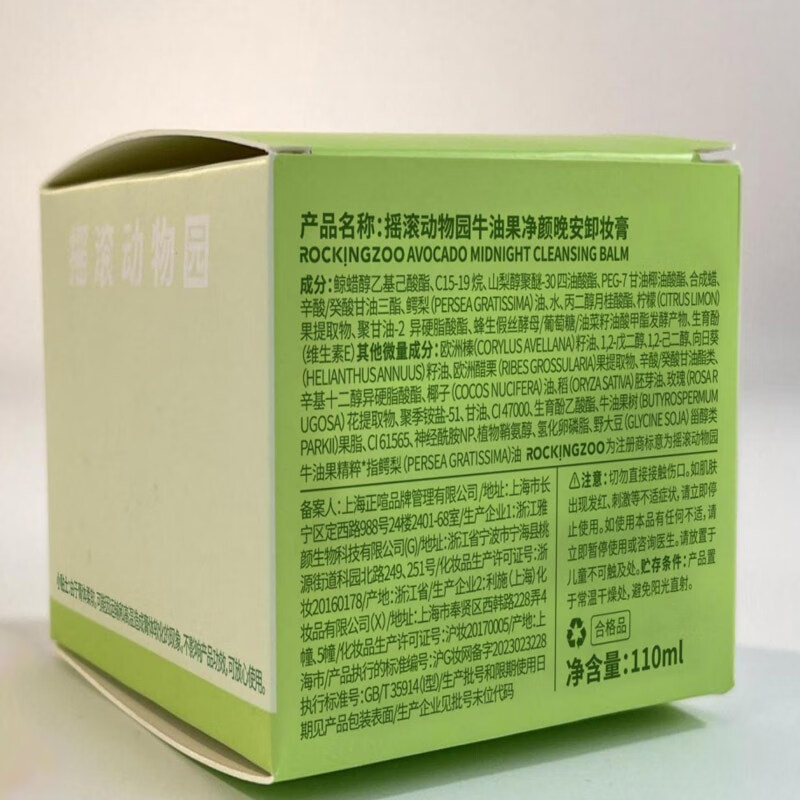 摇滚动物园
产品名称:摇滚动物园牛油果净颜晚安卸妆膏
ROCKINGZOO AVOCADO MIDNIGHT CLEANSING BALM
成分:鲸蜡醇乙基己酸酯、C15-19 烷、山梨醇聚醚-30 四油酸酯、PEG-7 甘油椰油酸酯、合成蜡、
辛酸/癸酸甘油三酯、鳄梨 (PERSEA GRATISSIMA) 油、水、丙二醇月桂酸酯、柠檬 (CITRUS LIMON)
果提取物、聚甘油-2 异硬脂酸酯、蜂生假丝酵母/葡萄糖/油菜籽油酸甲酯发酵产物、生育酚
(维生素E) 其他微量成分:欧洲榛(CORYLUS AVELLANA) 籽油、1,2-戊二醇、1,2-己二醇、向日葵
(HELIANTHUS ANNUUS) 籽油、欧洲醋栗 (RIBES GROSSULARIA)果提取物、辛酸/癸酸甘油酯类、
辛基十二醇异硬脂酸酯、椰子 (COCOS NUCIFERA) 油、稻 (ORYZA SATIVA) 胚芽油、玫瑰 (ROSA R
UGOSA) 花提取物、聚季铵盐-51、甘油、CI 47000、生育酚乙酸酯、牛油果树 (BUTYROSPERMUM
PARKII)果脂、CI 61565、神经酰胺NP、植物鞘氨醇、氢化卵磷脂、野大豆 (GLYCINE SOJA) 甾醇类
牛油果精粹*指鳄梨 (PERSEA GRATISSIMA)油 ROCKINGZOO为注册商标意为摇滚动物园
备案人:上海正喧品牌管理有限公司 /地址:上海市长
宁区定西路988号24楼2401-68室/生产企业1:浙江雅
颜生物科技有限公司(G)/地址:浙江省宁波市宁海县桃
源街道科园北路249、251号/化妆品生产许可证号:浙
妆20160178/产地:浙江省/生产企业2:利施(上海)化
妆品有限公司(X) /地址:上海市奉贤区西韩路228弄4
幢、5幢/化妆品生产许可证号:沪妆20170005/产地:上
海市/产品执行的标准编号:沪G妆网备字2023023228
执行标准号:GB/T 35914 (I型)/生产批号和限期使用日
期见产品包装表面/生产企业见批号末位代码
⚠注意:切勿直接接触伤口。如肌肤
出现发红、刺激等不适症状,请立即停
止使用。如使用本品有任何不适,请
立即暂停使用或咨询医生。请放置于
儿童不可触及处。贮存条件:产品置
于常温干燥处,避免阳光直射。
合格品
净含量:110ml